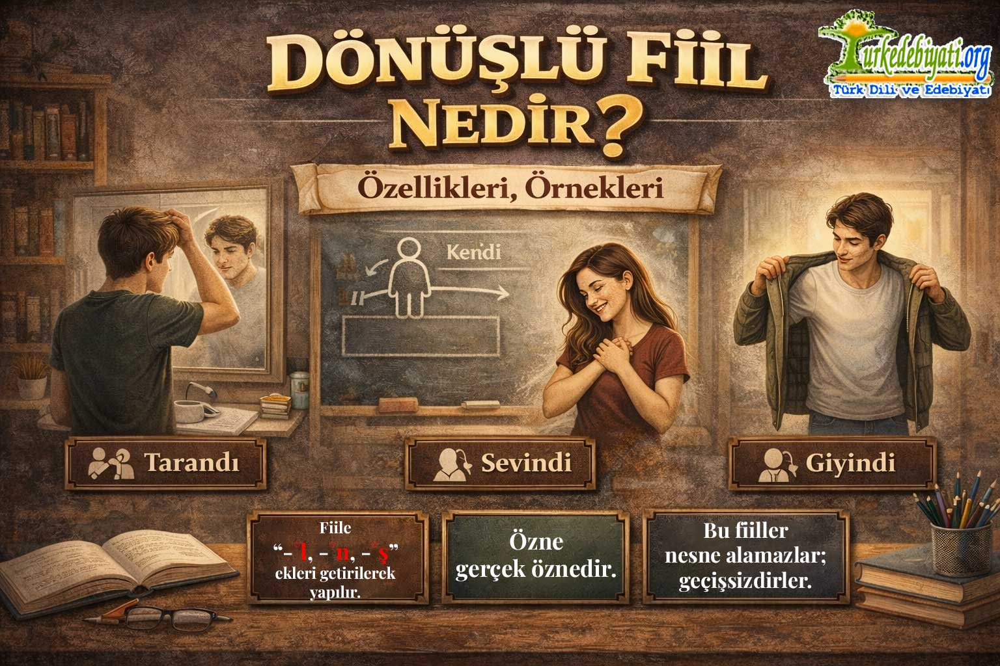 DÖNÜŞLÜ FİİL
NEDİR?
Turkedebiyati.org
Türk Dili ve Edebiyatı
Özellikleri, Örnekleri
Kendi
Tarandı
Sevindi
Giyindi
Fiile
“-l, -n, -ş”
ekleri getirilerek
yapılır.
Özne
gerçek öznedir.
Bu fiiller
nesne alamazlar;
geçişsizdirler.